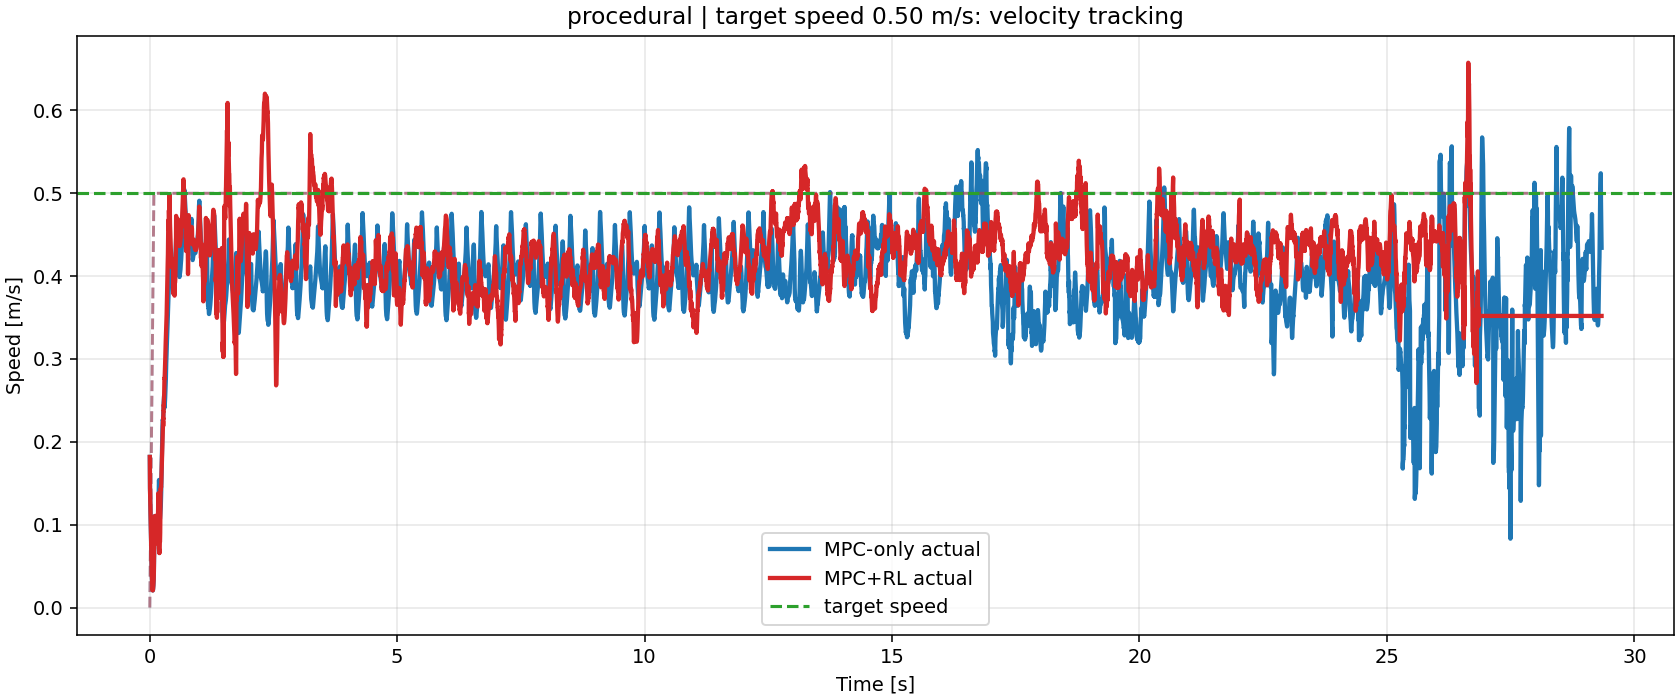 procedural | target speed 0.50 m/s: velocity tracking
Speed [m/s]
0.6
0.5
0.4
0.3
0.2
0.1
0.0
MPC-only actual
MPC+RL actual
target speed
0
5
10
15
20
25
30
Time [s]